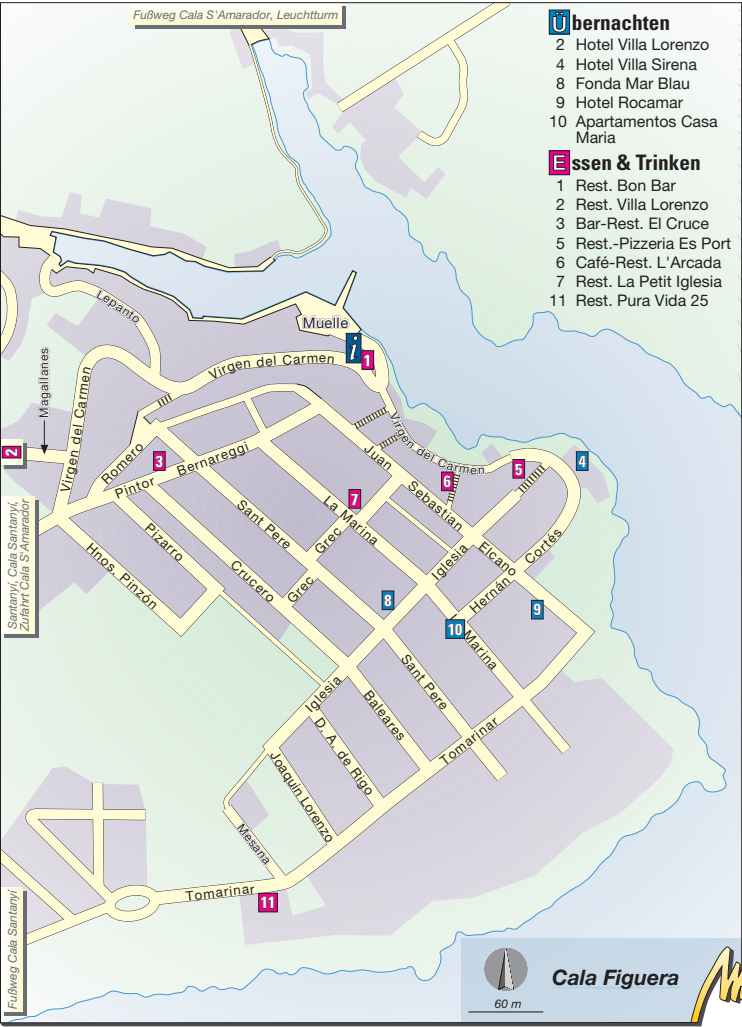 Fußweg Cala S'Amarador, Leuchtturm
Übernachten
2 Hotel Villa Lorenzo
4 Hotel Villa Sirena
8 Fonda Mar Blau
9 Hotel Rocamar
10 Apartamentos Casa
Maria
Essen & Trinken
1 Rest. Bon Bar
2 Rest. Villa Lorenzo
3 Bar-Rest. El Cruce
5 Rest.-Pizzeria Es Port
6 Café-Rest. L'Arcada
7 Rest. La Petit Iglesia
11 Rest. Pura Vida 25
Lepanto
Muelle
i
1
Virgen del Carmen
Magallanes
Virgen del Carmen
2
Romero
3
Pintor Bernareggi
Virgen del Carmen
Juan Sebastian Elcano
6
5
4
7
La Marina
Sant Pere
Grec
Grec
Iglesia
Hernán Cortés
Pizarro
Hnos. Pinzón
Crucero
8
10
9
Marina
Santanyí, Cala Santanyí,
Zufahrt Cala S'Amarador
Iglesia
Sant Pere
Baleares
D. A. de Rigo
Joaquin Lorenzo
Tomarinar
Mesana
Tomarinar
11
Fußweg Cala Santanyí
60 m
Cala Figuera